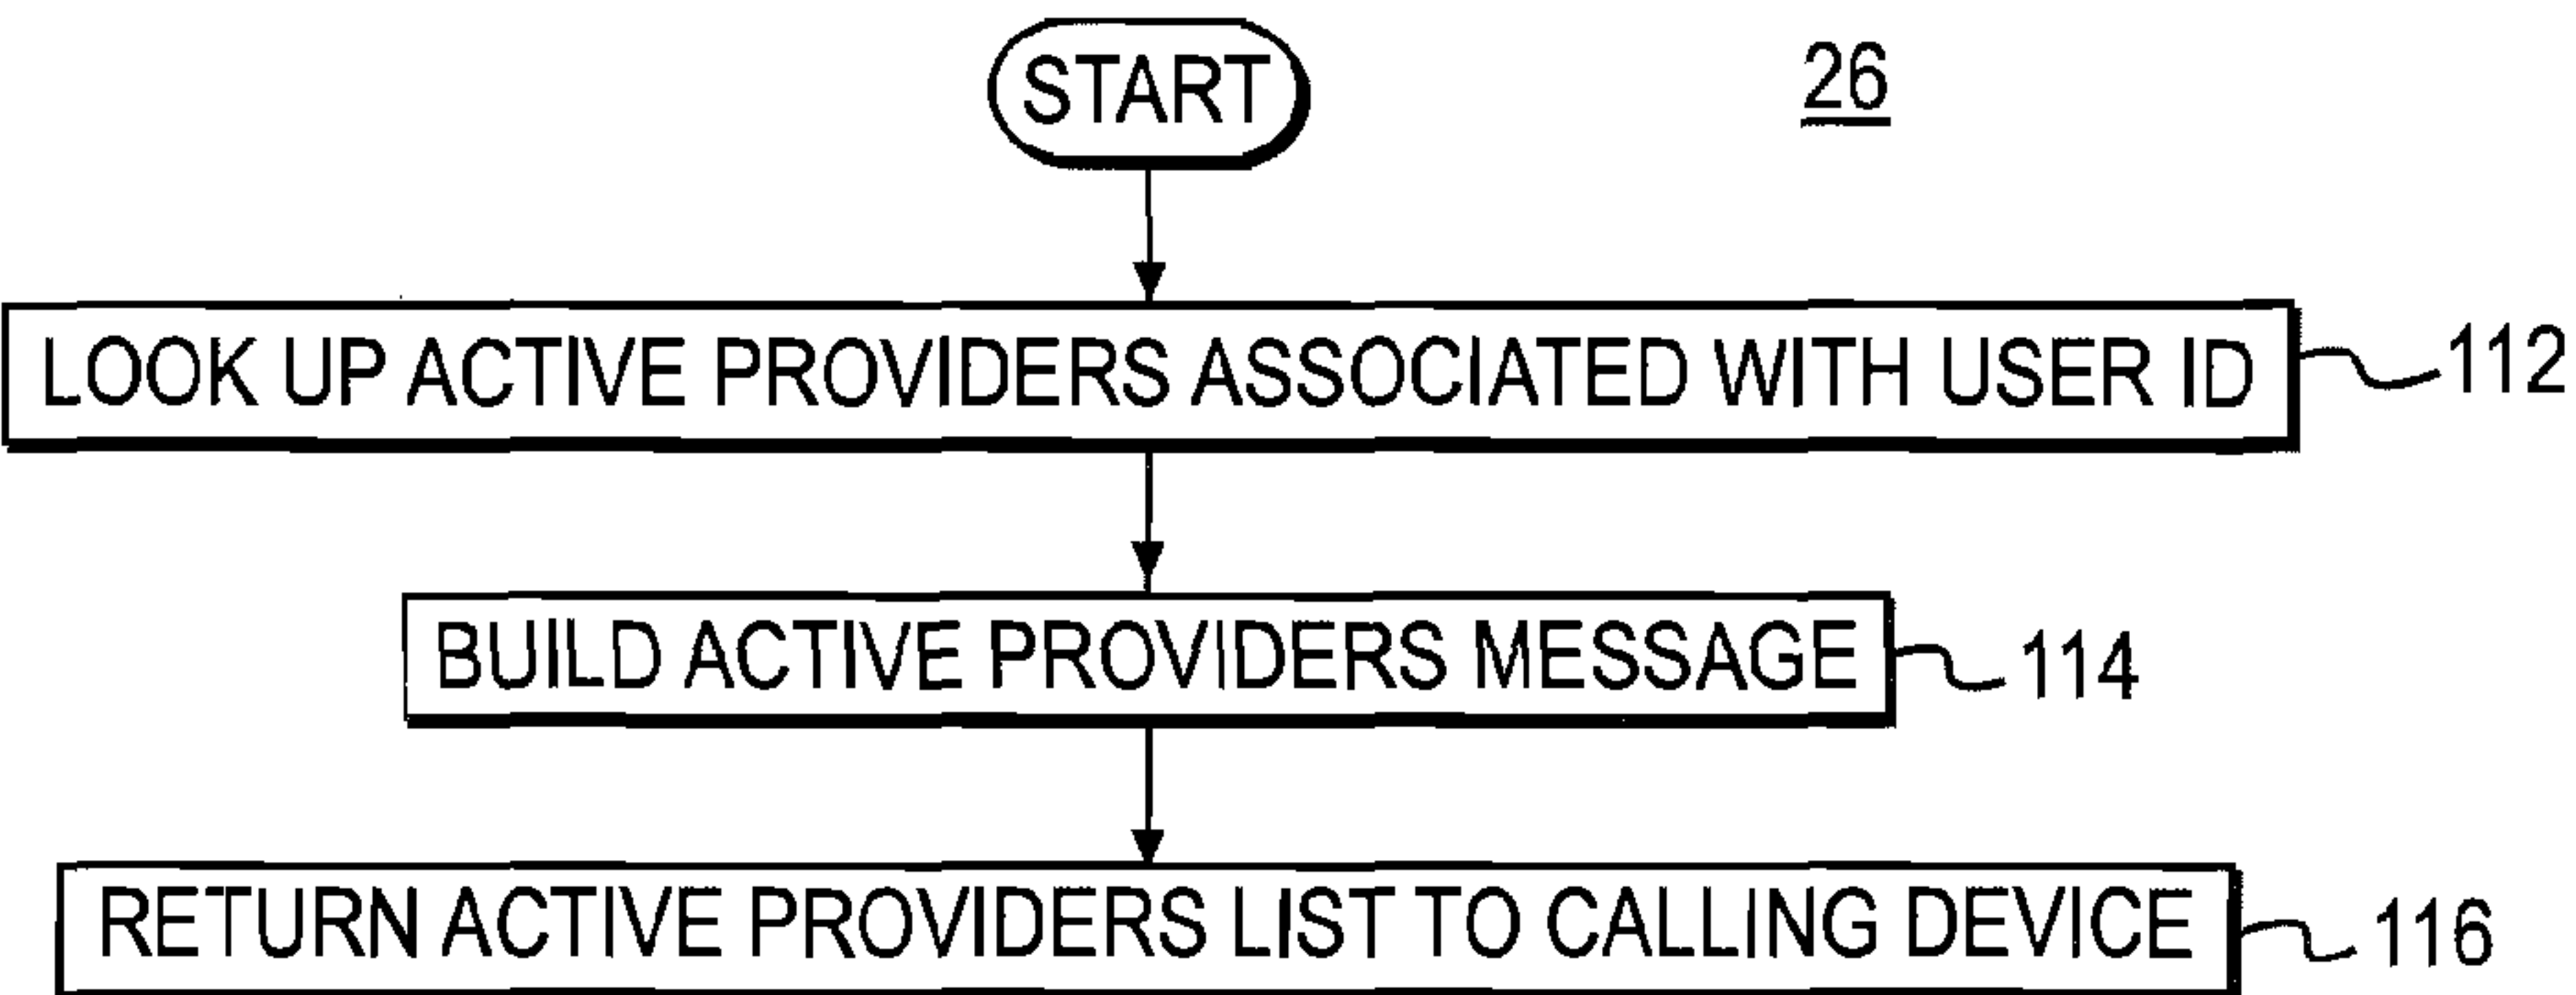 START
26
LOOK UP ACTIVE PROVIDERS ASSOCIATED WITH USER ID
112
BUILD ACTIVE PROVIDERS MESSAGE
114
RETURN ACTIVE PROVIDERS LIST TO CALLING DEVICE
116